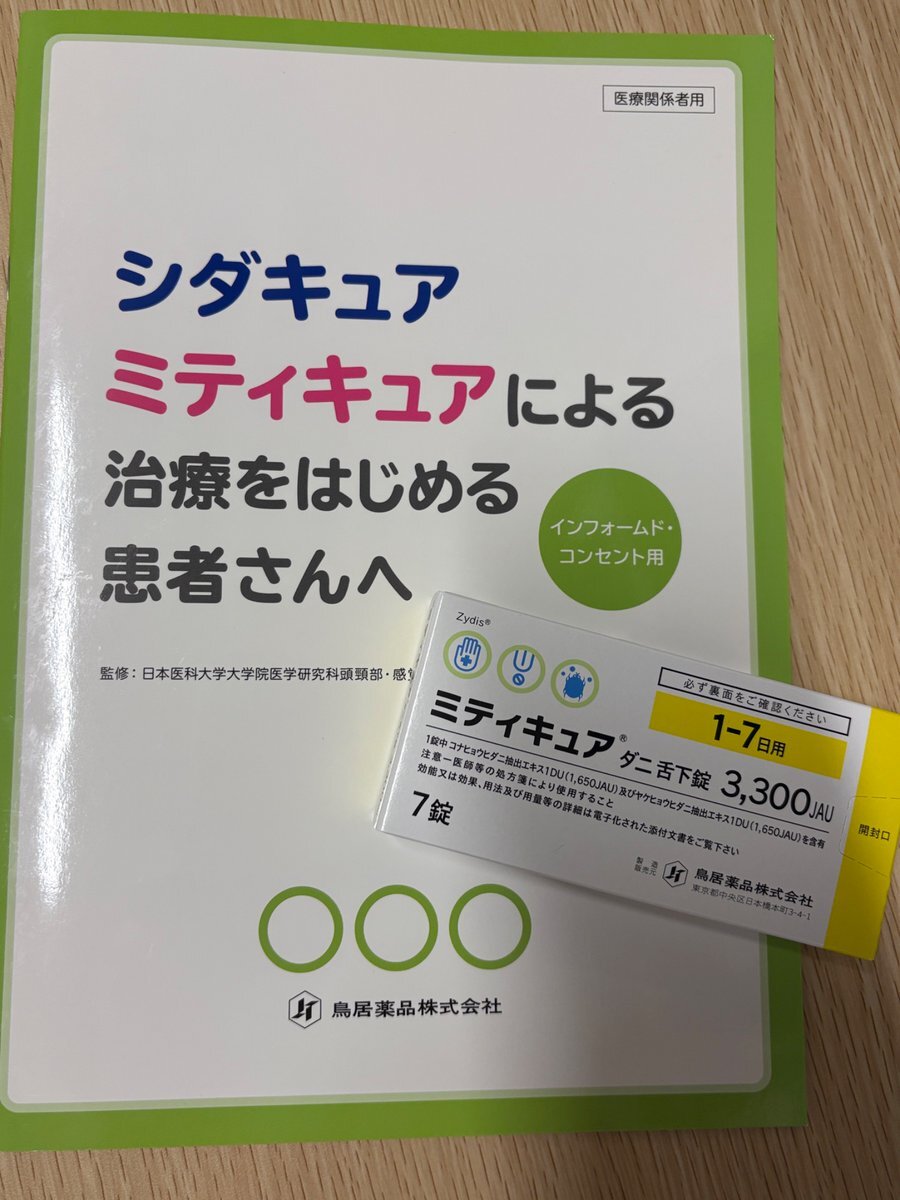 医療関係者用
シダキュア
ミティキュアによる
治療をはじめる
患者さんへ
インフォームド・
コンセント用
監修：日本医科大学大学院医学研究科頭頸部・感覚
鳥居薬品株式会社
Zydis®
必ず裏面をご確認ください
1-7日用
ミティキュア® ダニ舌下錠 3,300JAU
1錠中 コナヒョウヒダニ抽出エキス1DU(1,650JAU)及びヤケヒョウヒダニ抽出エキス1DU(1,650JAU)を含有
注意－医師等の処方箋により使用すること
効能又は効果、用法及び用量等の詳細は電子化された添付文書をご覧下さい
7錠
開封口
製造
販売元
鳥居薬品株式会社
東京都中央区日本橋本町3-4-1